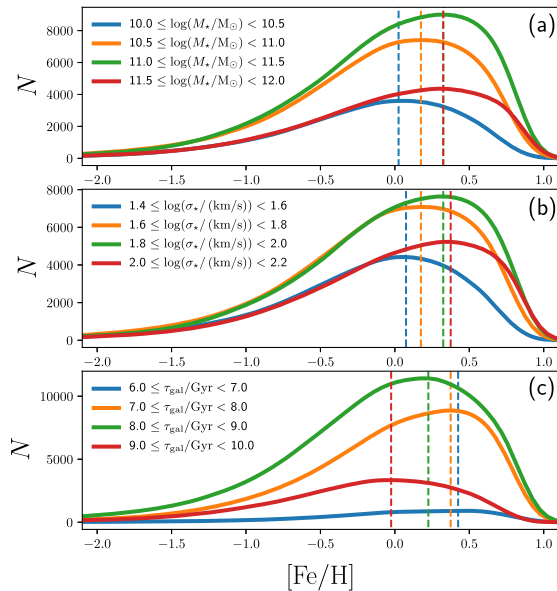 (a)
10.0 ≤ log(M⋆/M⊙) < 10.5
10.5 ≤ log(M⋆/M⊙) < 11.0
11.0 ≤ log(M⋆/M⊙) < 11.5
11.5 ≤ log(M⋆/M⊙) < 12.0
N
8000
6000
4000
2000
0
−2.0 −1.5 −1.0 −0.5 0.0 0.5 1.0
(b)
1.4 ≤ log(σ⋆/(km/s)) < 1.6
1.6 ≤ log(σ⋆/(km/s)) < 1.8
1.8 ≤ log(σ⋆/(km/s)) < 2.0
2.0 ≤ log(σ⋆/(km/s)) < 2.2
N
8000
6000
4000
2000
0
−2.0 −1.5 −1.0 −0.5 0.0 0.5 1.0
(c)
6.0 ≤ τgal/Gyr < 7.0
7.0 ≤ τgal/Gyr < 8.0
8.0 ≤ τgal/Gyr < 9.0
9.0 ≤ τgal/Gyr < 10.0
N
10000
5000
0
−2.0 −1.5 −1.0 −0.5 0.0 0.5 1.0
[Fe/H]